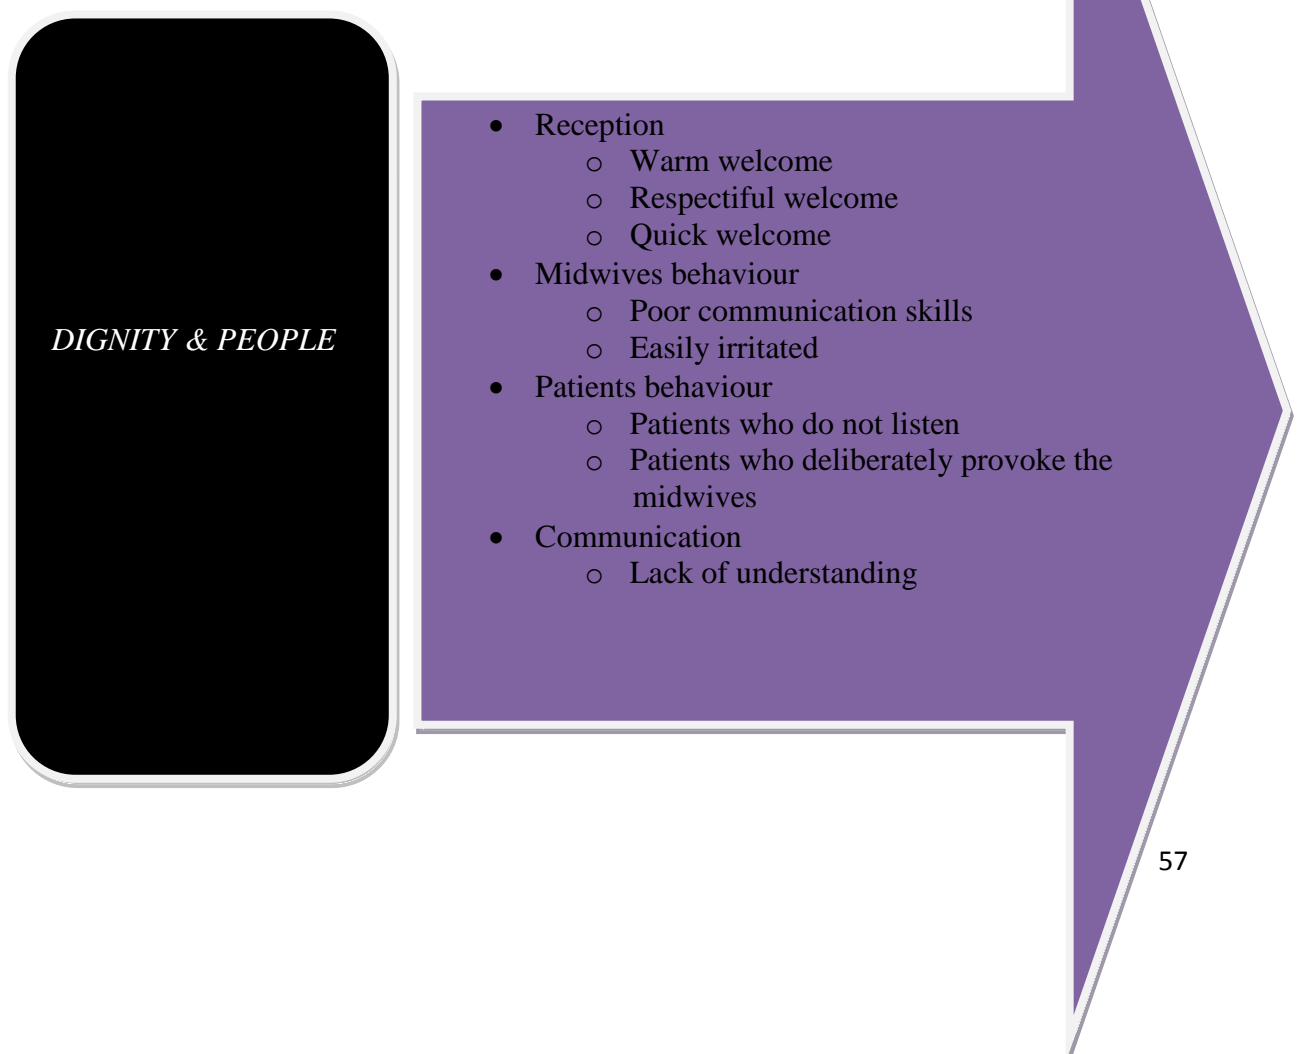 DIGNITY & PEOPLE
• Reception
o Warm welcome
o Respectiful welcome
o Quick welcome
• Midwives behaviour
o Poor communication skills
o Easily irritated
• Patients behaviour
o Patients who do not listen
o Patients who deliberately provoke the
midwives
• Communication
o Lack of understanding
57